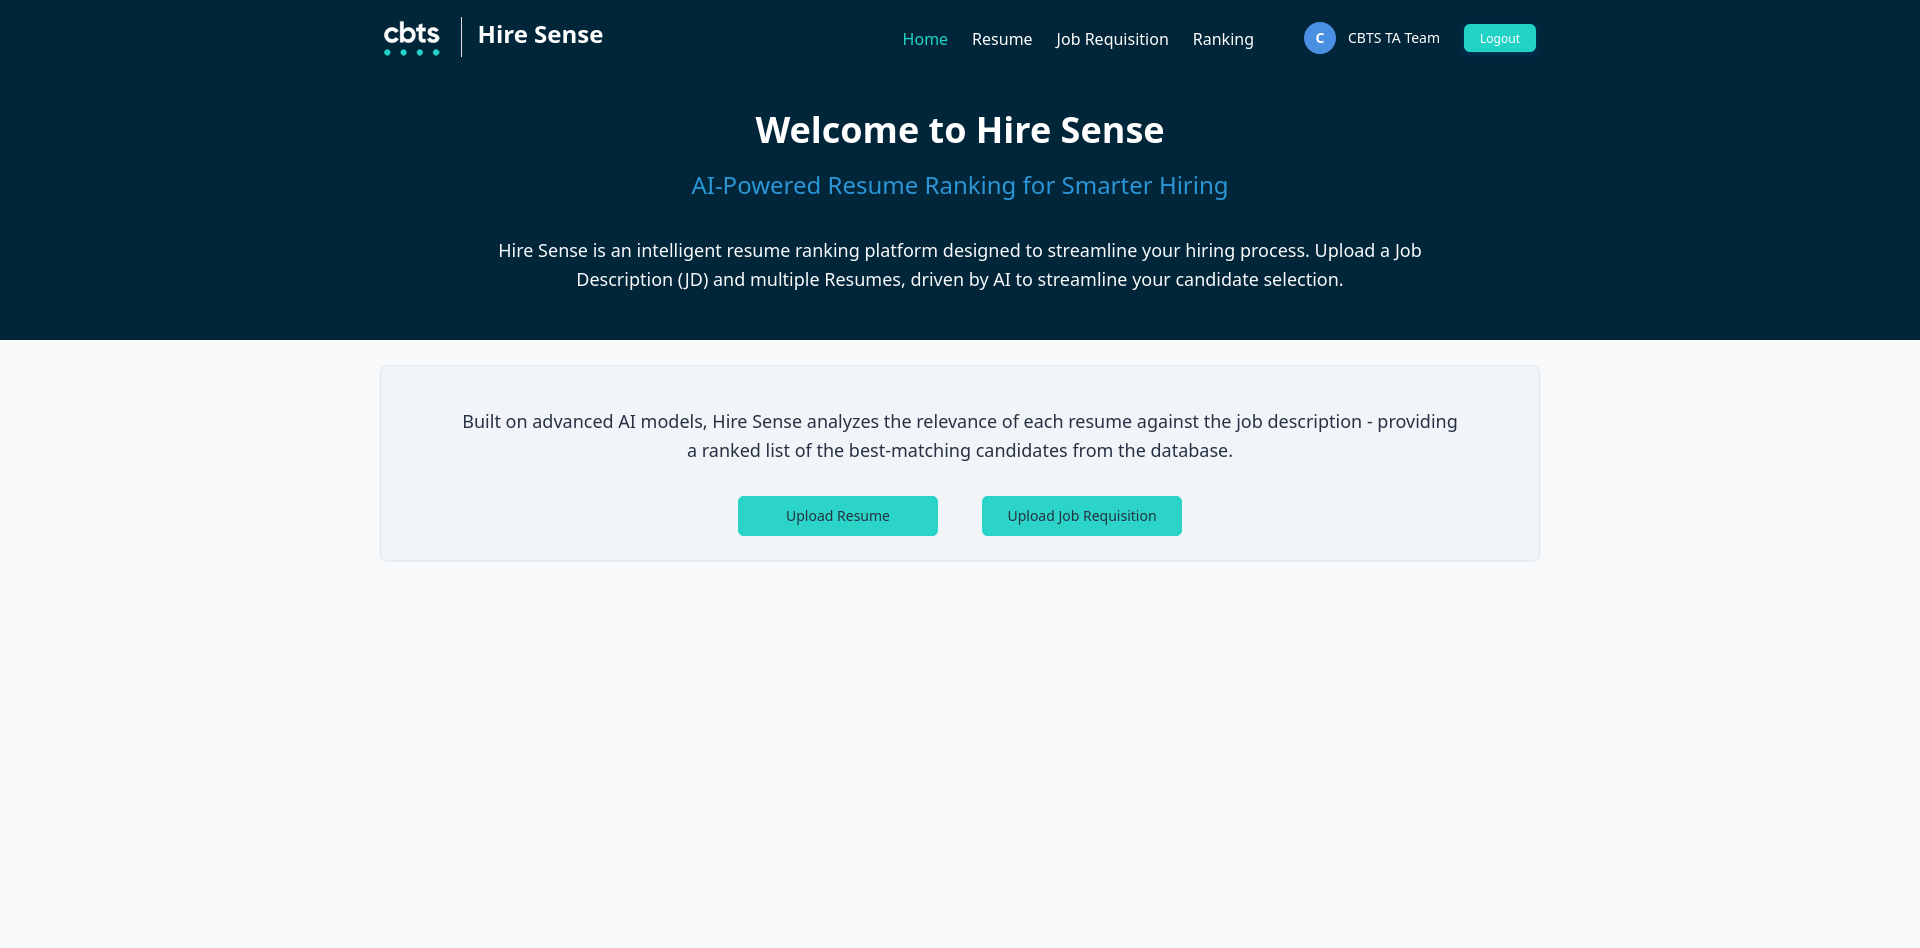 cbts
Hire Sense
Home
Resume
Job Requisition
Ranking
C
CBTS TA Team
Logout
Welcome to Hire Sense
AI-Powered Resume Ranking for Smarter Hiring
Hire Sense is an intelligent resume ranking platform designed to streamline your hiring process. Upload a Job
Description (JD) and multiple Resumes, driven by AI to streamline your candidate selection.
Built on advanced AI models, Hire Sense analyzes the relevance of each resume against the job description - providing
a ranked list of the best-matching candidates from the database.
Upload Resume
Upload Job Requisition